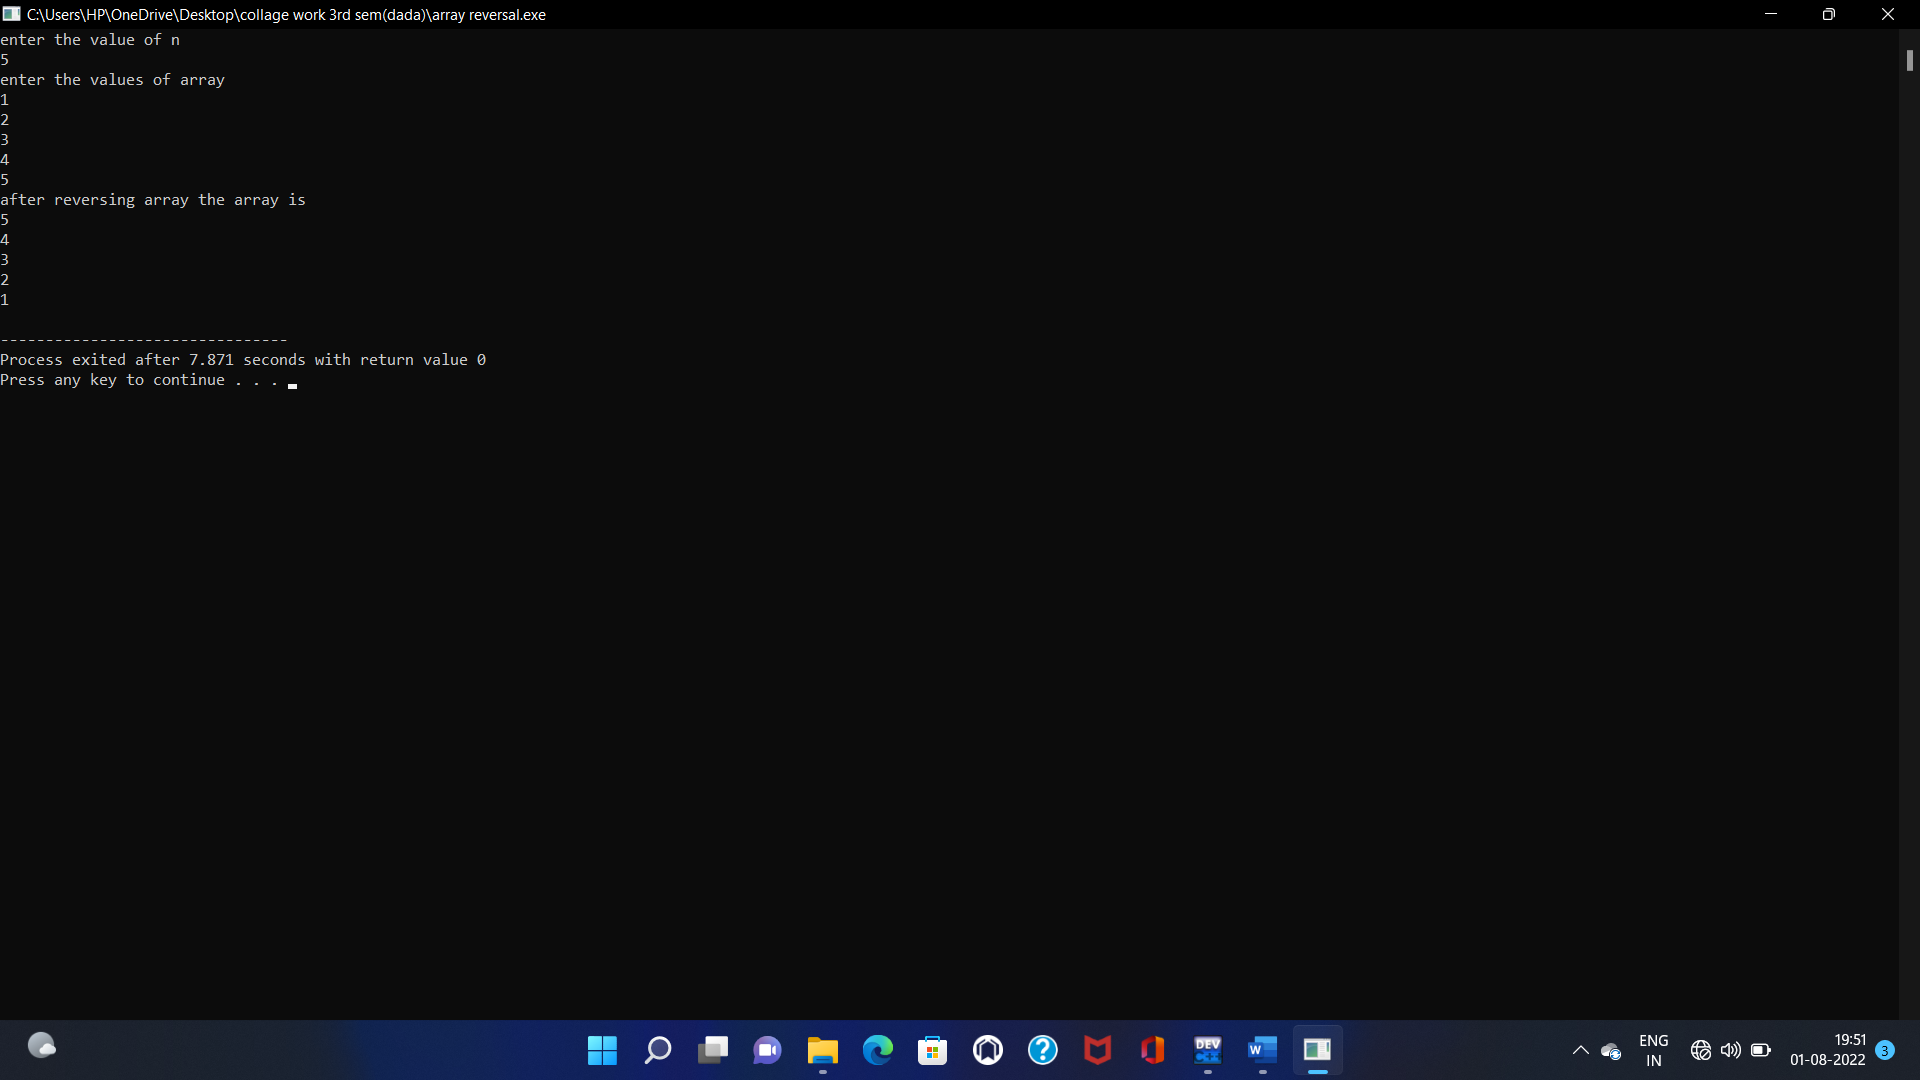 C:\Users\HP\OneDrive\Desktop\collage work 3rd sem(dada)\array reversal.exe
enter the value of n
5
enter the values of array
1
2
3
4
5
after reversing array the array is
5
4
3
2
1
--------------------------------
Process exited after 7.871 seconds with return value 0
Press any key to continue . . .
DEV
C++
W
ENG
IN
19:51
01-08-2022
3